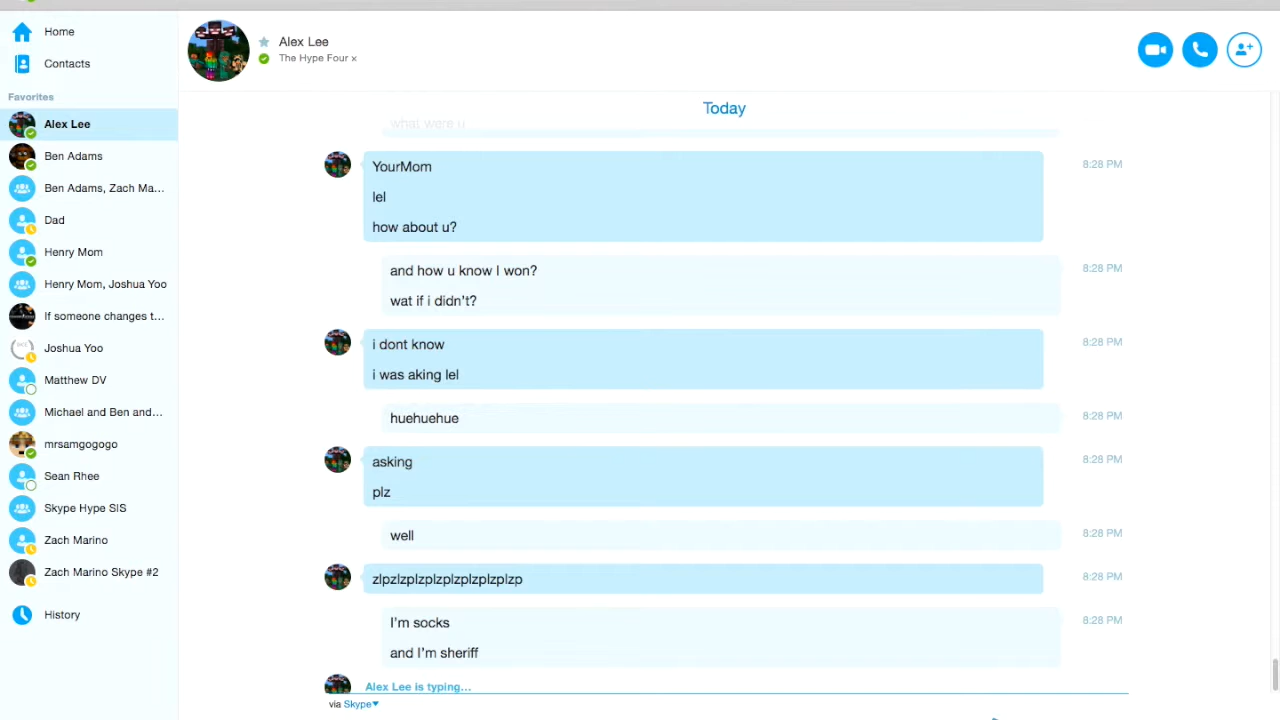 Home
Contacts
Favorites
Alex Lee
Ben Adams
Ben Adams, Zach Ma...
Dad
Henry Mom
Henry Mom, Joshua Yoo
If someone changes t...
Joshua Yoo
Matthew DV
Michael and Ben and...
mrsamgogogo
Sean Rhee
Skype Hype SIS
Zach Marino
Zach Marino Skype #2
History
Alex Lee
The Hype Four ×
Today
what were u
YourMom 8:28 PM
lel
how about u?
and how u know I won? 8:28 PM
wat if i didn't?
i dont know 8:28 PM
i was aking lel
huehuehue 8:28 PM
asking 8:28 PM
plz
well 8:28 PM
zlpzlzplzplzplzplzplzplzp 8:28 PM
I'm socks 8:28 PM
and I'm sheriff
Alex Lee is typing...
via Skype